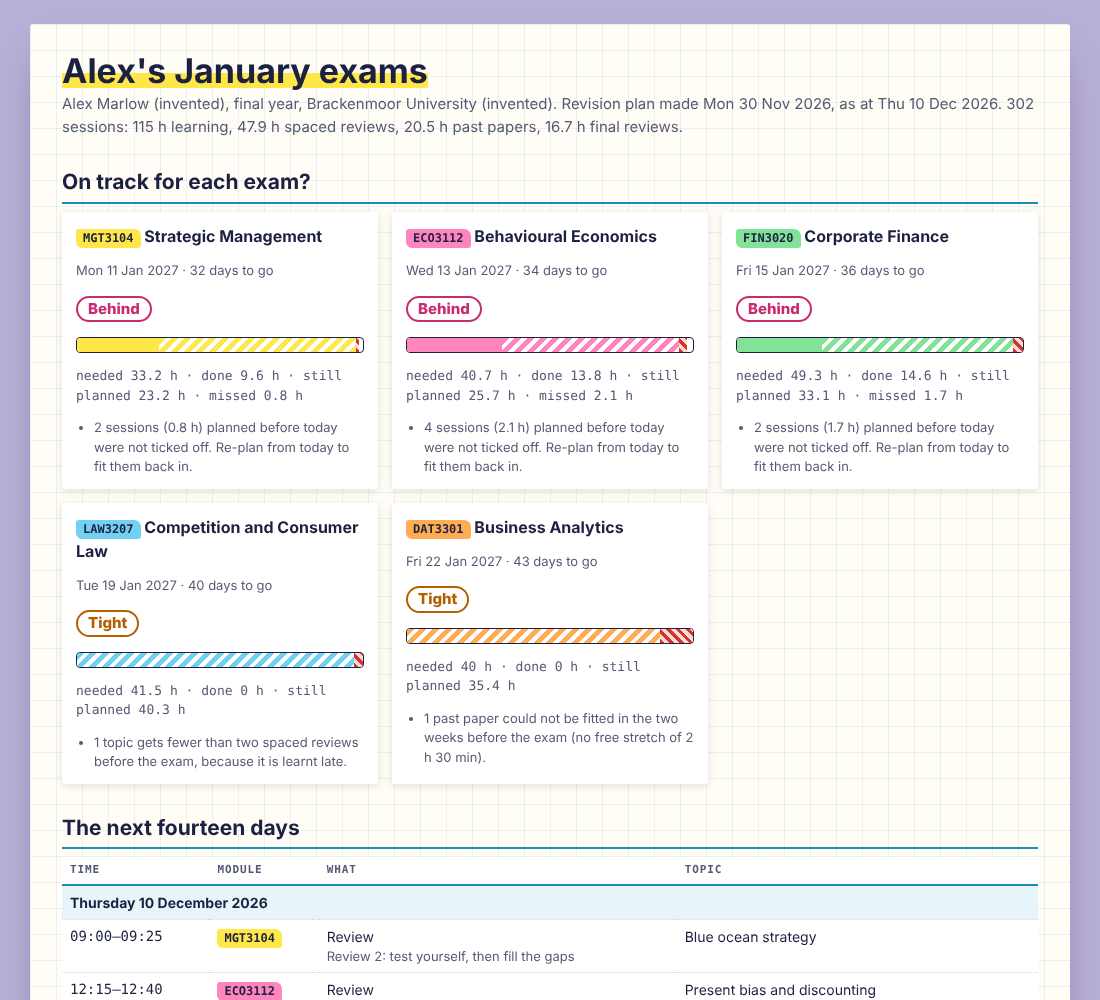 Alex's January exams
Alex Marlow (invented), final year, Brackenmoor University (invented). Revision plan made Mon 30 Nov 2026, as at Thu 10 Dec 2026. 302
sessions: 115 h learning, 47.9 h spaced reviews, 20.5 h past papers, 16.7 h final reviews.
On track for each exam?
MGT3104 Strategic Management
Mon 11 Jan 2027 · 32 days to go
Behind
needed 33.2 h · done 9.6 h · still
planned 23.2 h · missed 0.8 h
• 2 sessions (0.8 h) planned before today
were not ticked off. Re-plan from today to
fit them back in.
ECO3112 Behavioural Economics
Wed 13 Jan 2027 · 34 days to go
Behind
needed 40.7 h · done 13.8 h · still
planned 25.7 h · missed 2.1 h
• 4 sessions (2.1 h) planned before today
were not ticked off. Re-plan from today to
fit them back in.
FIN3020 Corporate Finance
Fri 15 Jan 2027 · 36 days to go
Behind
needed 49.3 h · done 14.6 h · still
planned 33.1 h · missed 1.7 h
• 2 sessions (1.7 h) planned before today
were not ticked off. Re-plan from today to
fit them back in.
LAW3207 Competition and Consumer
Law
Tue 19 Jan 2027 · 40 days to go
Tight
needed 41.5 h · done 0 h · still
planned 40.3 h
• 1 topic gets fewer than two spaced reviews
before the exam, because it is learnt late.
DAT3301 Business Analytics
Fri 22 Jan 2027 · 43 days to go
Tight
needed 40 h · done 0 h · still
planned 35.4 h
• 1 past paper could not be fitted in the two
weeks before the exam (no free stretch of 2
h 30 min).
The next fourteen days
TIME MODULE WHAT TOPIC
Thursday 10 December 2026
09:00–09:25 MGT3104 Review Blue ocean strategy
Review 2: test yourself, then fill the gaps
12:15–12:40 ECO3112 Review Present bias and discounting